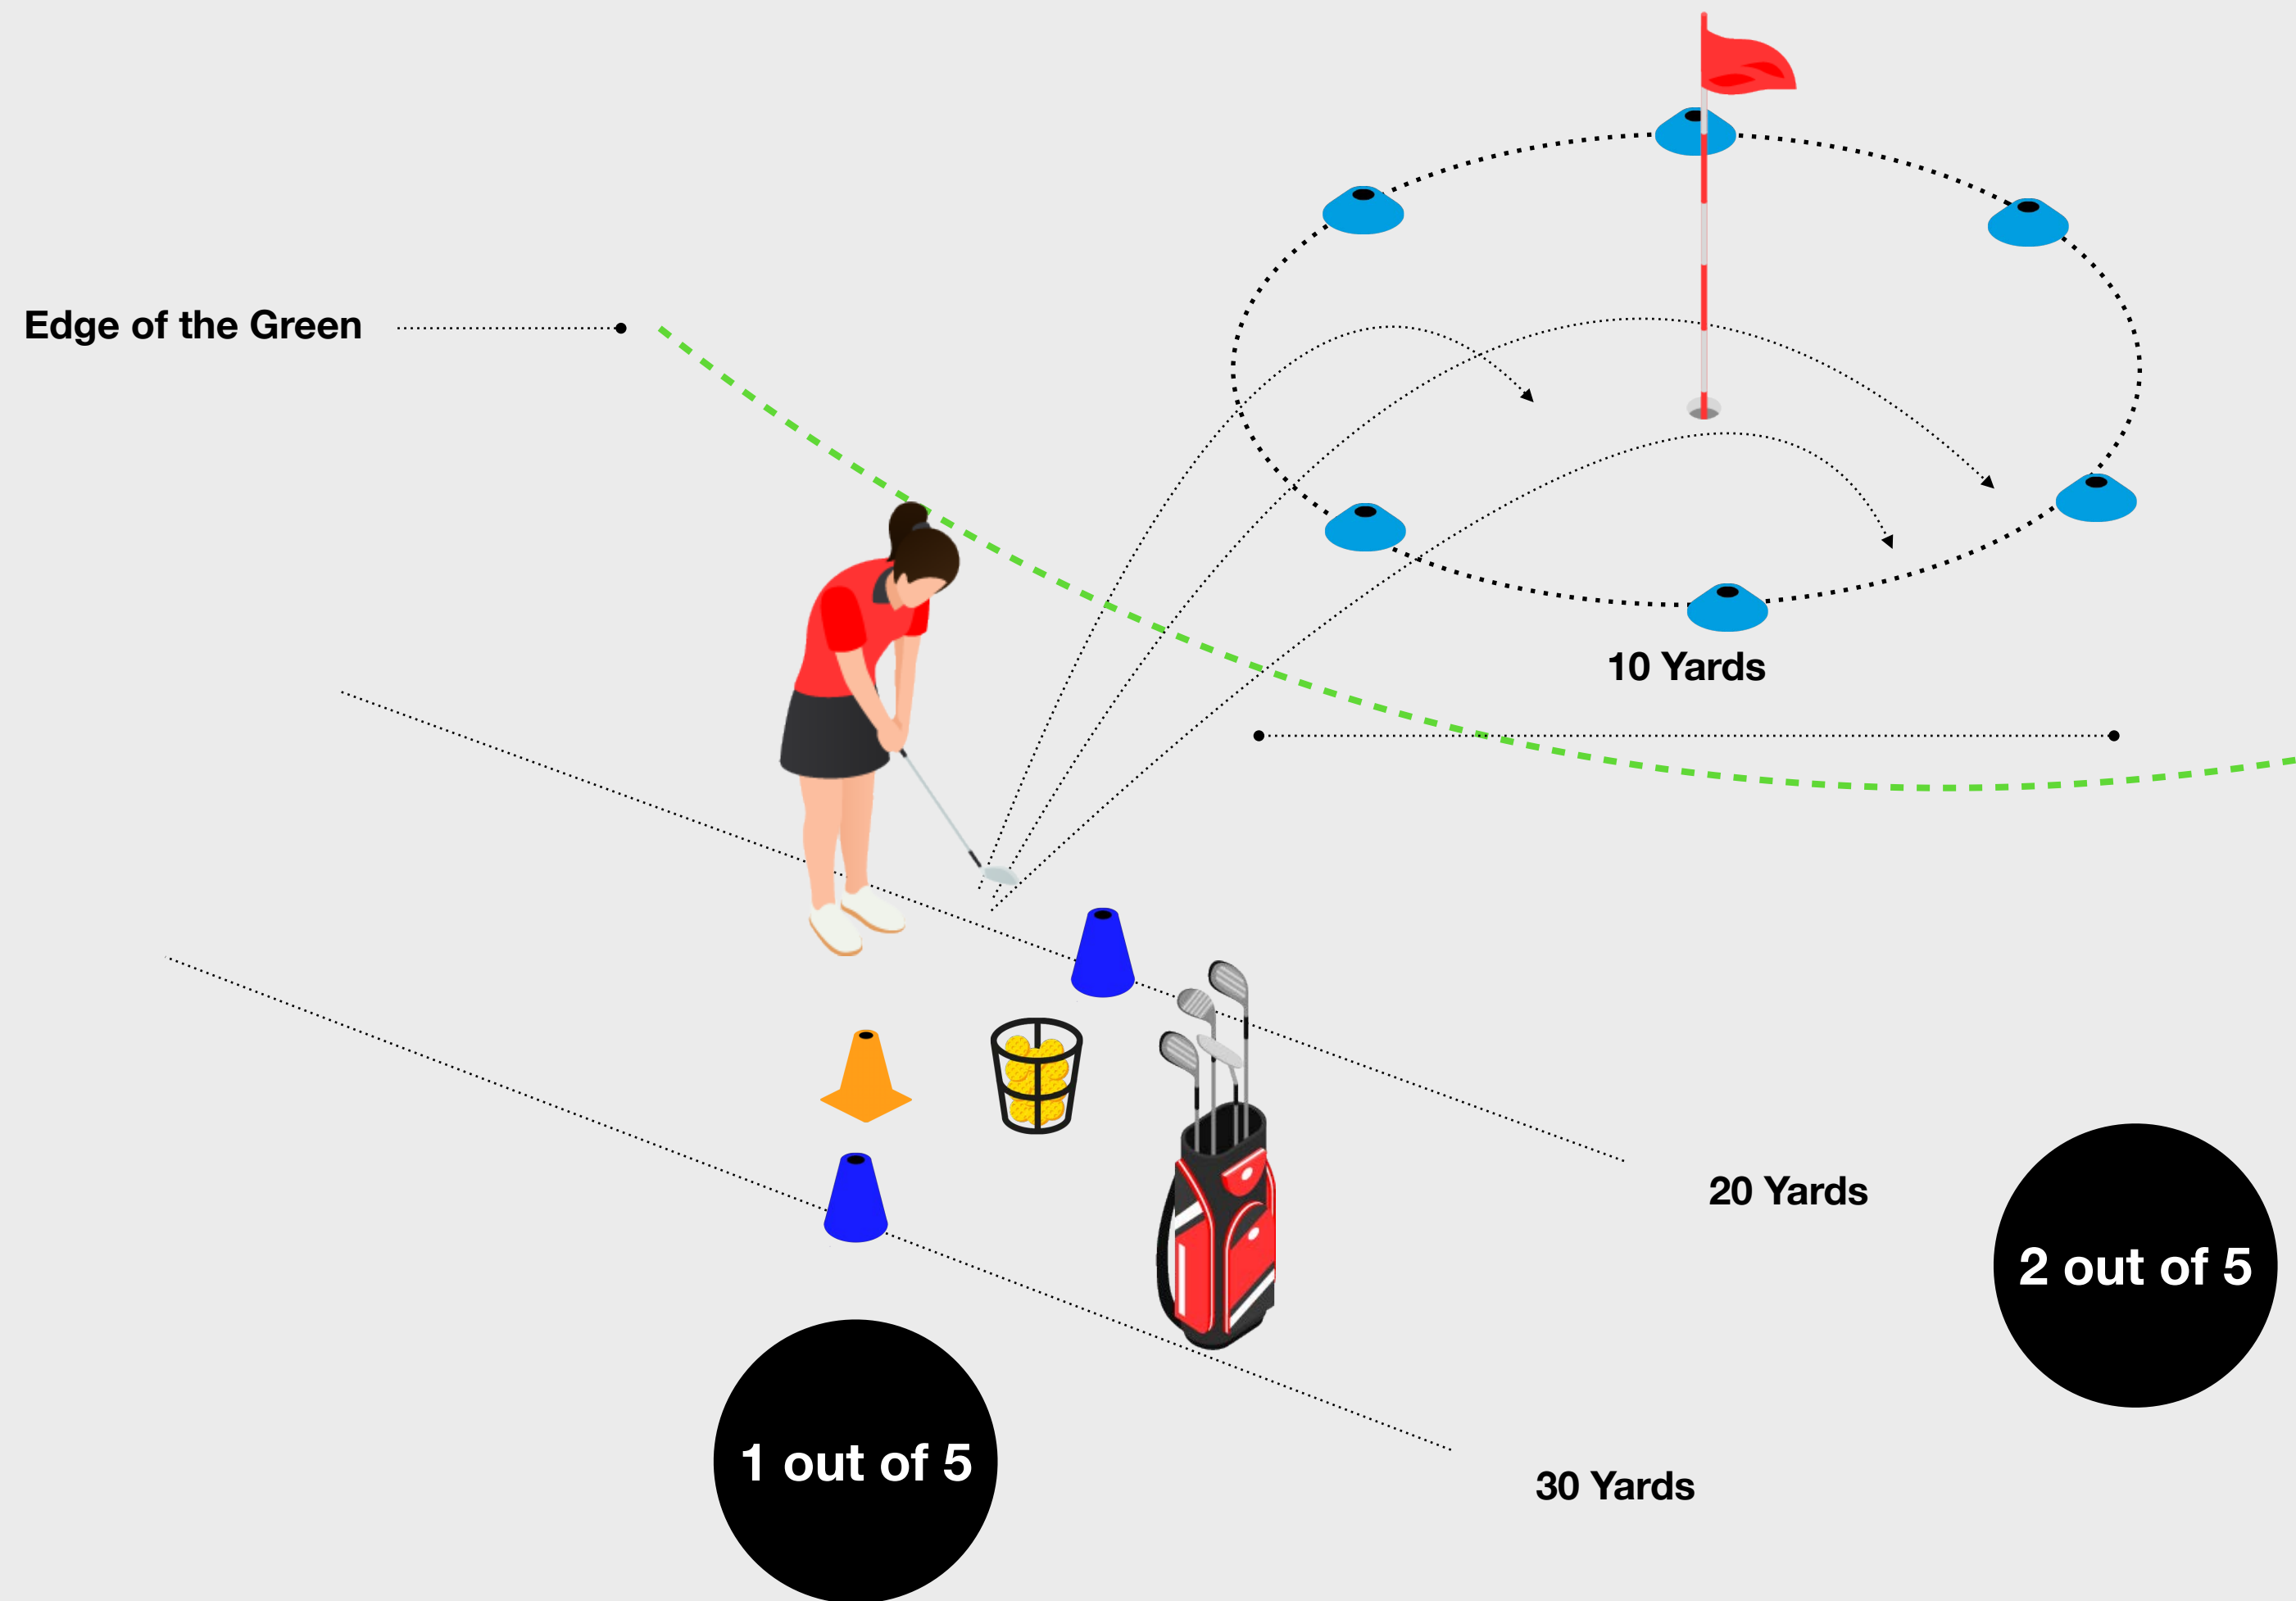 Edge of the Green
10 Yards
20 Yards
2 out of 5
1 out of 5
30 Yards